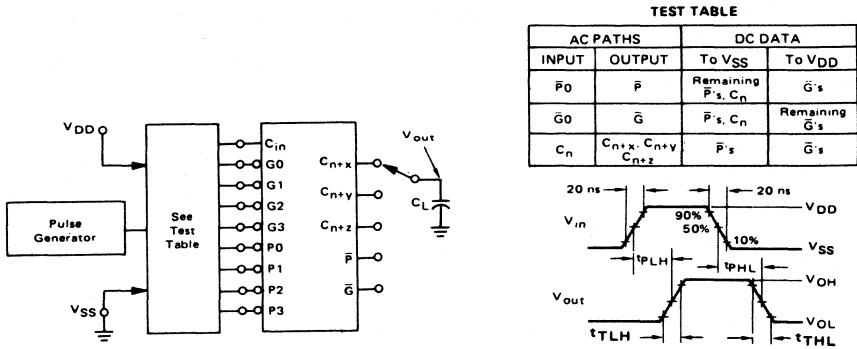 TEST TABLE
AC PATHS DC DATA
INPUT OUTPUT To VSS To VDD
P̅0 P̅ Remaining P̅'s, Cn G̅'s
G̅0 G̅ P̅'s, Cn Remaining G̅'s
Cn Cn+x, Cn+y Cn+z P̅'s G̅'s
VDD
Pulse
Generator
VSS
See
Test
Table
Cin
G0
G1
G2
G3
P0
P1
P2
P3
Cn+x
Cn+y
Cn+z
P̅
G̅
Vout
CL
20 ns
20 ns
Vin
90%
50%
10%
VDD
VSS
tPLH
tPHL
Vout
VOH
VOL
tTLH
tTHL